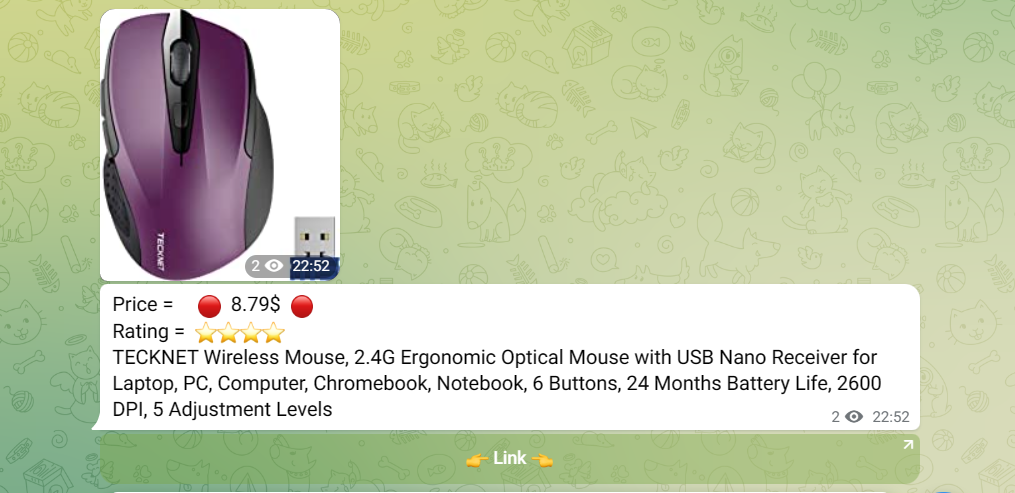 TECKNET
2 22:52
Price = 🔴 8.79$ 🔴
Rating = ⭐⭐⭐⭐
TECKNET Wireless Mouse, 2.4G Ergonomic Optical Mouse with USB Nano Receiver for
Laptop, PC, Computer, Chromebook, Notebook, 6 Buttons, 24 Months Battery Life, 2600
DPI, 5 Adjustment Levels
2 22:52
👉 Link 👈